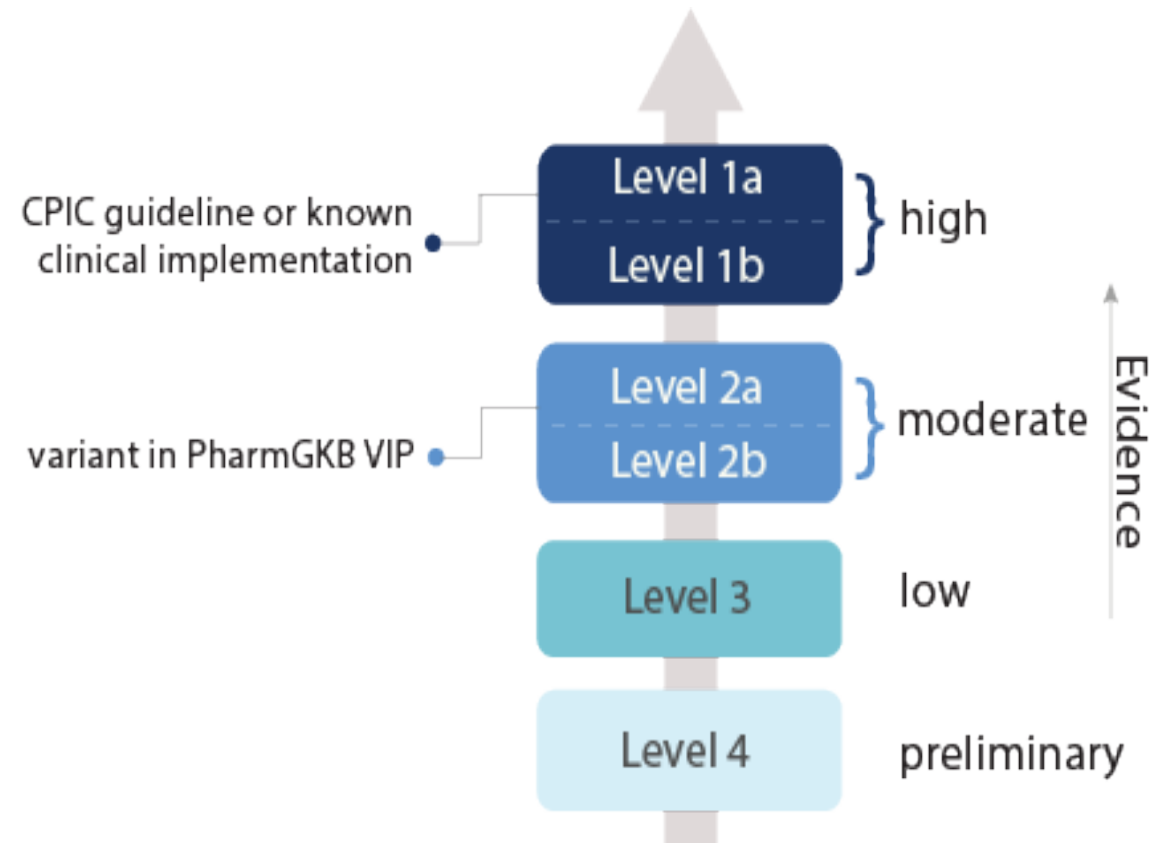 Level 1a
CPIC guideline or known
clinical implementation
high
Level 1b
Level 2a
moderate
variant in PharmGKB VIP
Level 2b
Evidence
Level 3
low
Level 4
preliminary